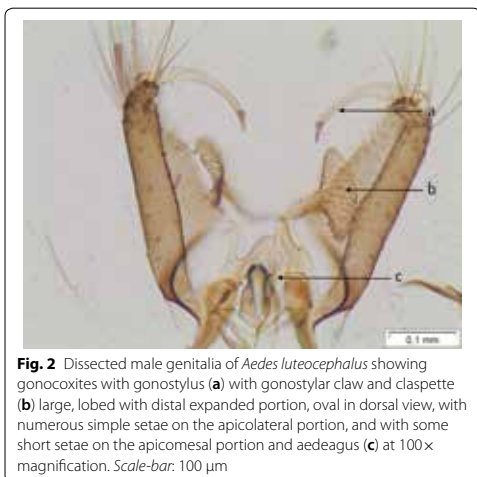 a
b
c
0.1 mm
Fig. 2 Dissected male genitalia of Aedes luteocephalus showing
gonocoxites with gonostylus (a) with gonostylar claw and claspette
(b) large, lobed with distal expanded portion, oval in dorsal view, with
numerous simple setae on the apicolateral portion, and with some
short setae on the apicomesal portion and aedeagus (c) at 100×
magnification. Scale-bar: 100 μm